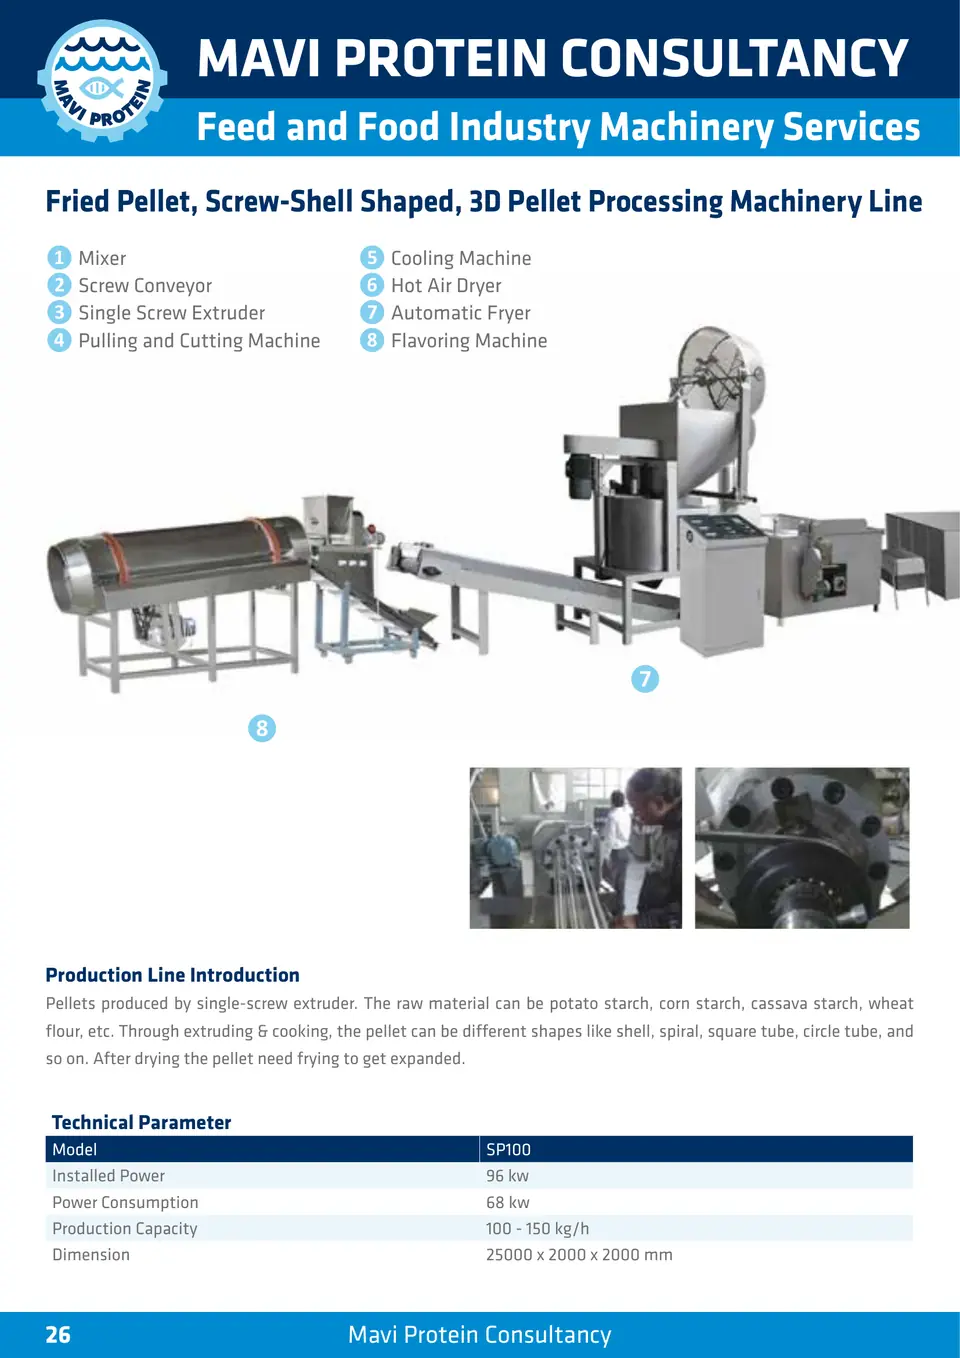 MAVI PROTEIN
MAVI PROTEIN CONSULTANCY
Feed and Food Industry Machinery Services
Fried Pellet, Screw-Shell Shaped, 3D Pellet Processing Machinery Line
1 Mixer
2 Screw Conveyor
3 Single Screw Extruder
4 Pulling and Cutting Machine
5 Cooling Machine
6 Hot Air Dryer
7 Automatic Fryer
8 Flavoring Machine
7
8
Production Line Introduction
Pellets produced by single-screw extruder. The raw material can be potato starch, corn starch, cassava starch, wheat
flour, etc. Through extruding & cooking, the pellet can be different shapes like shell, spiral, square tube, circle tube, and
so on. After drying the pellet need frying to get expanded.
Technical Parameter
Model SP100
Installed Power 96 kw
Power Consumption 68 kw
Production Capacity 100 - 150 kg/h
Dimension 25000 x 2000 x 2000 mm
26 Mavi Protein Consultancy